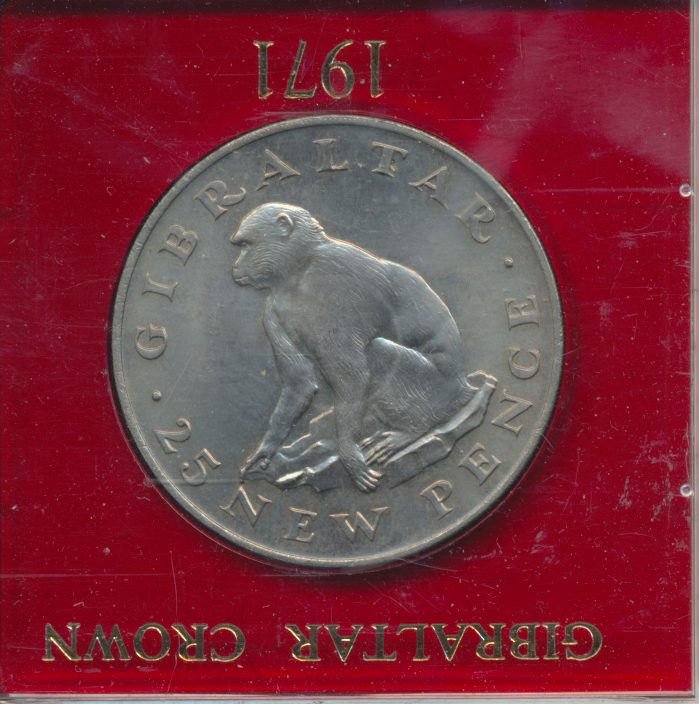 1971
GIBRALTAR
25 NEW PENCE
GIBRALTAR CROWN